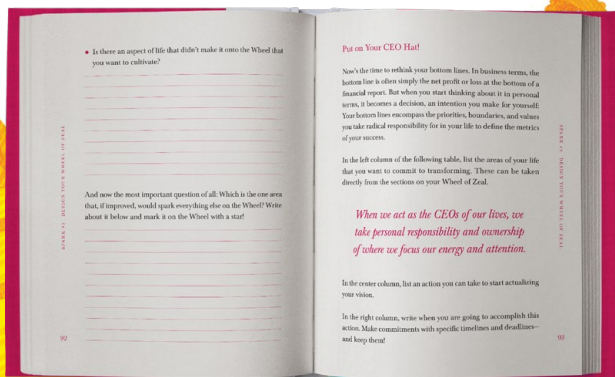 ◆ Is there an aspect of life that didn't make it onto the Wheel that
you want to cultivate?
And now the most important question of all: Which is the one area
that, if improved, would spark everything else on the Wheel? Write
about it below and mark it on the Wheel with a star!
DESIGN YOUR WHEEL OF ZEAL
92
Put on Your CEO Hat!
Now's the time to rethink your bottom lines. In business terms, the
bottom line is often simply the net profit or loss at the bottom of a
financial report. But when you start thinking about it in personal
terms, it becomes a decision, an intention you make for yourself:
Your bottom lines encompass the priorities, boundaries, and values
you take radical responsibility for in your life to define the metrics
of your success.
In the left column of the following table, list the areas of your life
that you want to commit to transforming. These can be taken
directly from the sections on your Wheel of Zeal.
When we act as the CEOs of our lives, we
take personal responsibility and ownership
of where we focus our energy and attention.
In the center column, list an action you can take to start actualizing
your vision.
In the right column, write when you are going to accomplish this
action. Make commitments with specific timelines and deadlines—
and keep them!
DESIGN YOUR WHEEL OF ZEAL
93